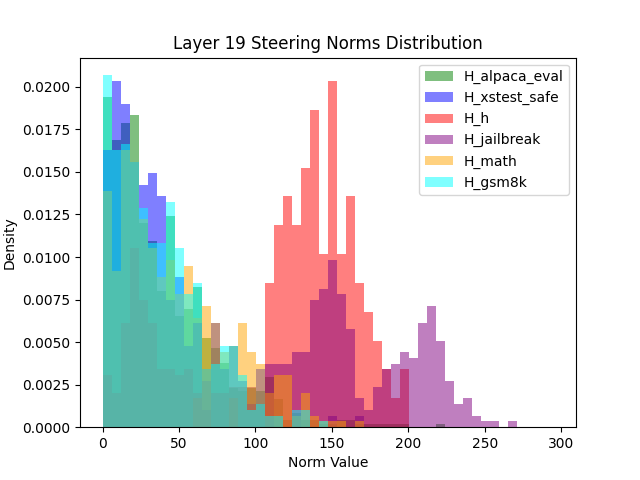 Layer 19 Steering Norms Distribution
H_alpaca_eval
H_xstest_safe
H_h
H_jailbreak
H_math
H_gsm8k
Density
0.0200
0.0175
0.0150
0.0125
0.0100
0.0075
0.0050
0.0025
0.0000
0 50 100 150 200 250 300
Norm Value